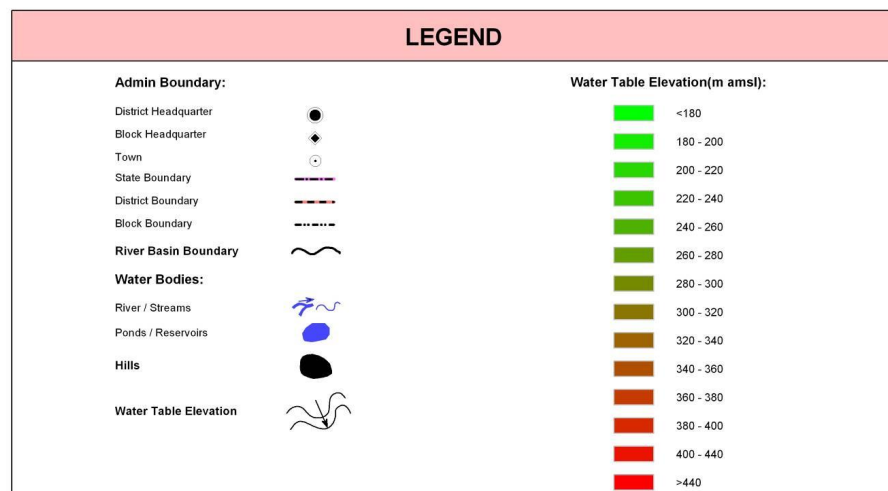 LEGEND
Admin Boundary:
District Headquarter
Block Headquarter
Town
State Boundary
District Boundary
Block Boundary
River Basin Boundary
Water Bodies:
River / Streams
Ponds / Reservoirs
Hills
Water Table Elevation
Water Table Elevation(m amsl):
<180
180 - 200
200 - 220
220 - 240
240 - 260
260 - 280
280 - 300
300 - 320
320 - 340
340 - 360
360 - 380
380 - 400
400 - 440
>440